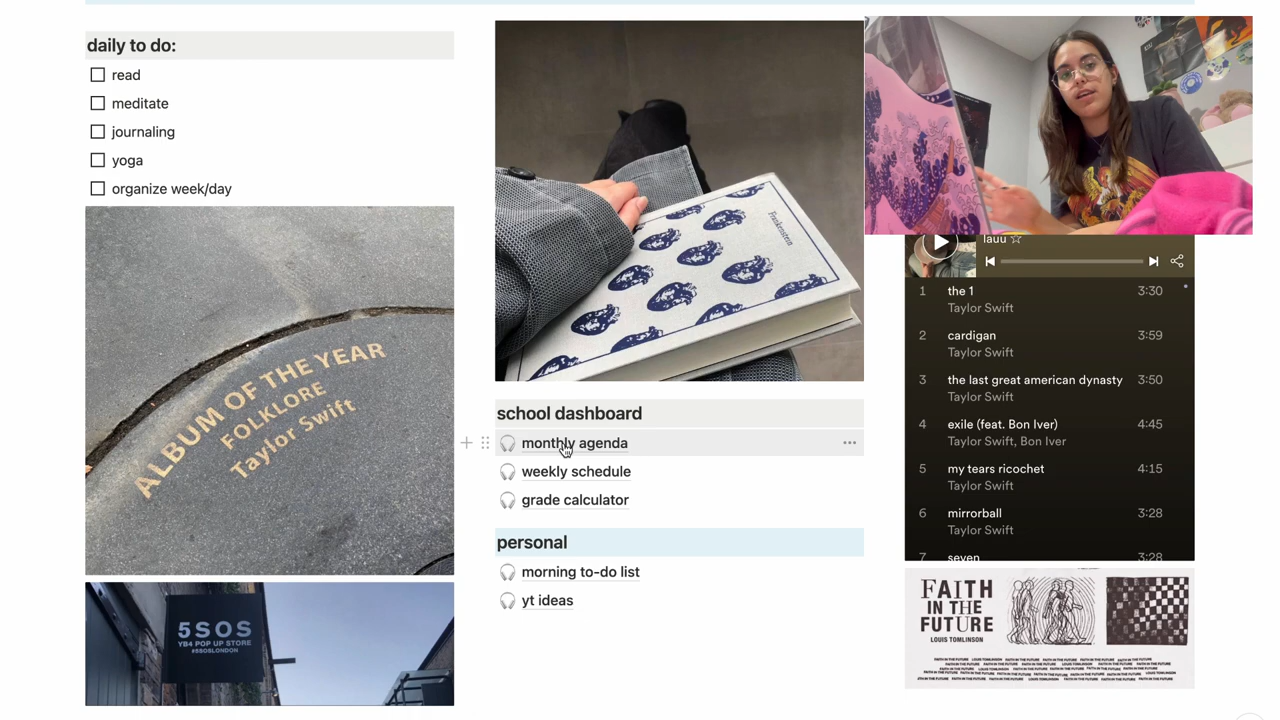 daily to do:
read
meditate
journaling
yoga
organize week/day
ALBUM OF THE YEAR
FOLKLORE
Taylor Swift
5SOS
YB4 POP UP STORE
#5SOSLONDON
Frankenstein
school dashboard
monthly agenda
weekly schedule
grade calculator
personal
morning to-do list
yt ideas
lauu ☆
1 the 1 3:30
Taylor Swift
2 cardigan 3:59
Taylor Swift
3 the last great american dynasty 3:50
Taylor Swift
4 exile (feat. Bon Iver) 4:45
Taylor Swift, Bon Iver
5 my tears ricochet 4:15
Taylor Swift
6 mirrorball 3:28
Taylor Swift
7 seven 3:28
FAITH
IN THE
FUTURE
LOUIS TOMLINSON